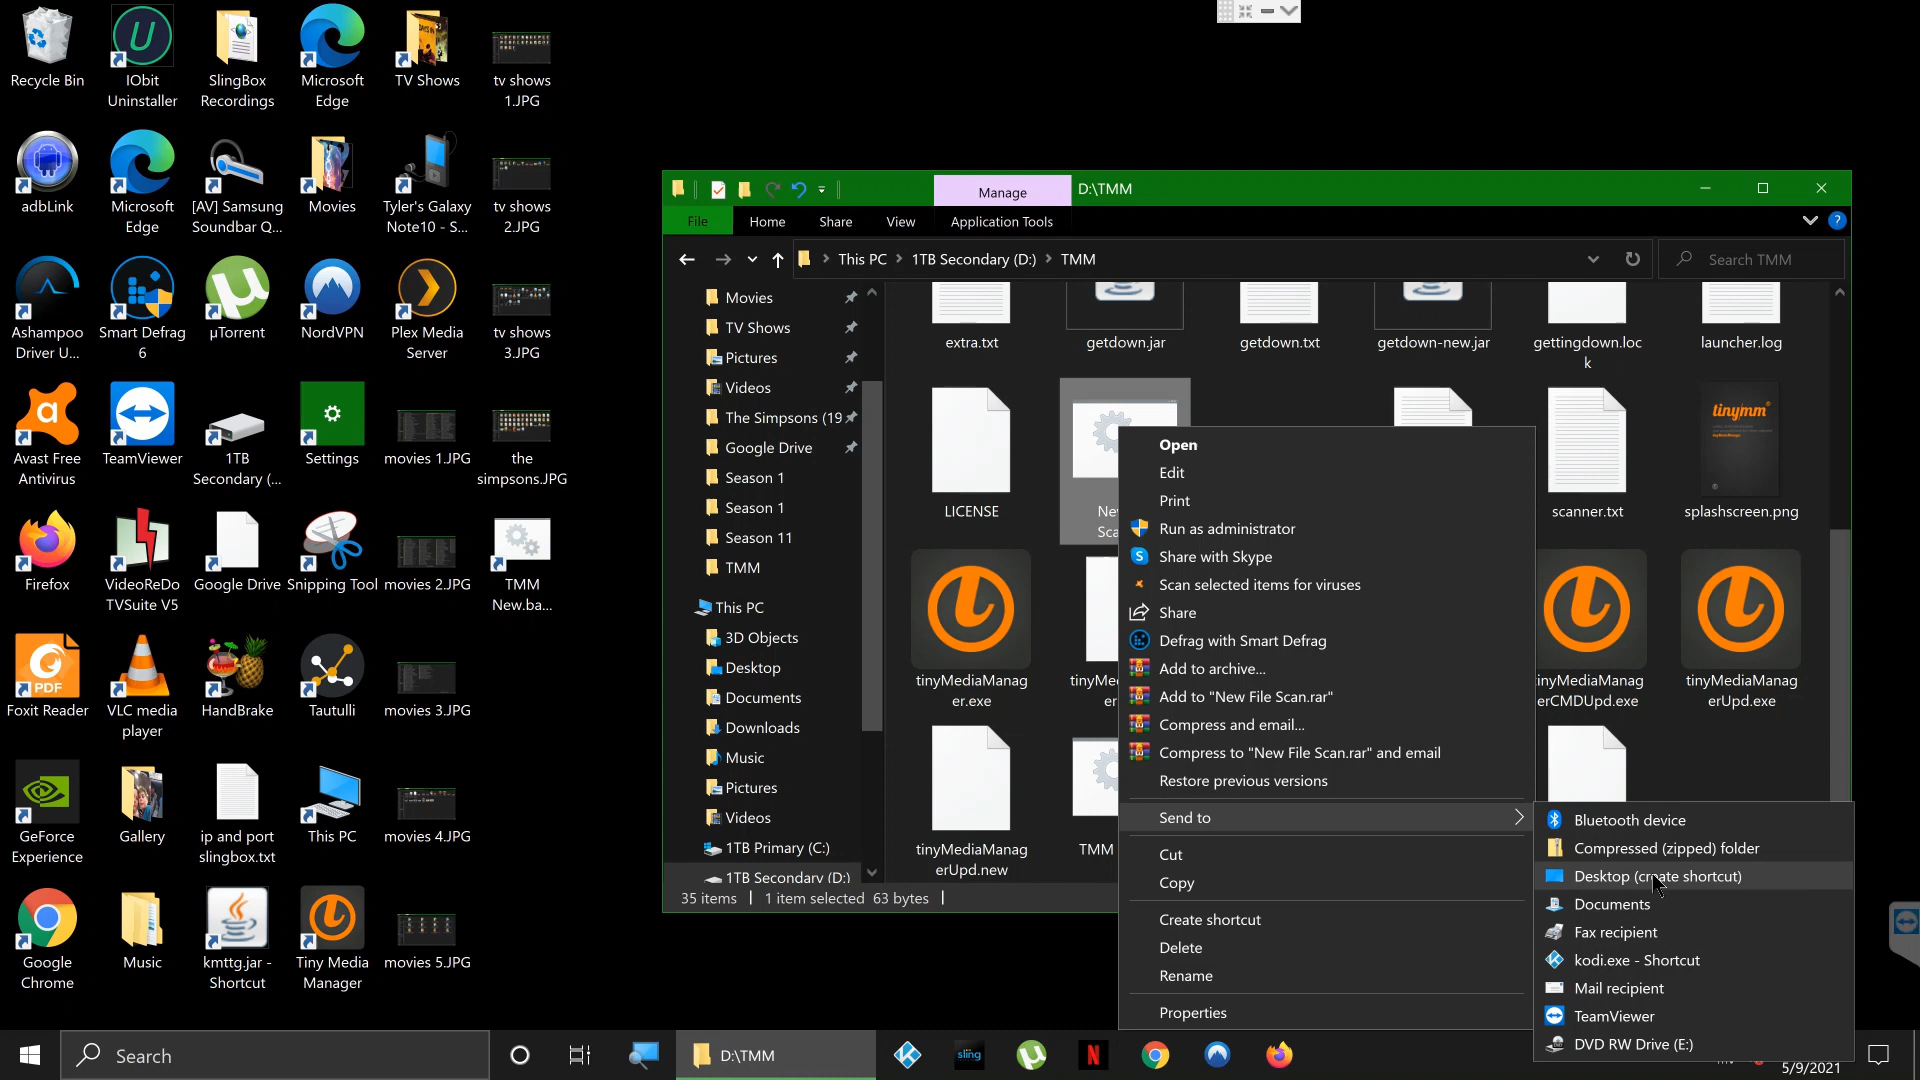 Recycle Bin
IObit
Uninstaller
SlingBox
Recordings
Microsoft
Edge
TV Shows
tv shows
1.JPG
adbLink
Microsoft
Edge
[AV] Samsung
Soundbar Q...
Movies
Tyler's Galaxy
Note10 - S...
tv shows
2.JPG
Ashampoo
Driver U...
Smart Defrag
6
µTorrent
NordVPN
Plex Media
Server
tv shows
3.JPG
Avast Free
Antivirus
TeamViewer
1TB
Secondary (...
Settings
movies 1.JPG
the
simpsons.JPG
Firefox
VideoReDo
TVSuite V5
Google Drive
Snipping Tool
movies 2.JPG
TMM
New.ba...
PDF
Foxit Reader
VLC media
player
HandBrake
Tautulli
movies 3.JPG
GeForce
Experience
Gallery
ip and port
slingbox.txt
This PC
movies 4.JPG
Google
Chrome
Music
kmttg.jar -
Shortcut
Tiny Media
Manager
movies 5.JPG
Manage
D:\TMM
File
Home
Share
View
Application Tools
This PC
1TB Secondary (D:)
TMM
Search TMM
Movies
TV Shows
Pictures
Videos
The Simpsons (19
Google Drive
Season 1
Season 1
Season 11
TMM
This PC
3D Objects
Desktop
Documents
Downloads
Music
Pictures
Videos
1TB Primary (C:)
1TB Secondary (D:)
extra.txt
getdown.jar
getdown.txt
getdown-new.jar
gettingdown.loc
k
launcher.log
LICENSE
Nev
Sca
scanner.txt
tinymm
splashscreen.png
tinyMediaManag
er.exe
tinyMe
er
inyMediaManag
erCMDUpd.exe
tinyMediaManag
erUpd.exe
tinyMediaManag
erUpd.new
TMM
35 items
1 item selected 63 bytes
Open
Edit
Print
Run as administrator
Share with Skype
Scan selected items for viruses
Share
Defrag with Smart Defrag
Add to archive...
Add to "New File Scan.rar"
Compress and email...
Compress to "New File Scan.rar" and email
Restore previous versions
Send to
Cut
Copy
Create shortcut
Delete
Rename
Properties
Bluetooth device
Compressed (zipped) folder
Desktop (create shortcut)
Documents
Fax recipient
kodi.exe - Shortcut
Mail recipient
TeamViewer
DVD RW Drive (E:)
Search
D:\TMM
sling
N
5/9/2021